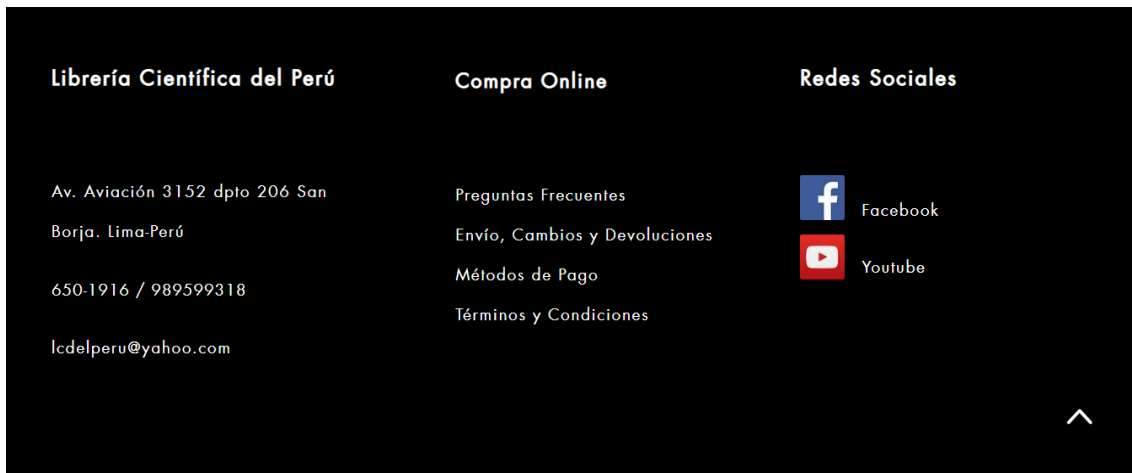 Librería Científica del Perú
Av. Aviación 3152 dpto 206 San
Borja. Lima-Perú
650-1916 / 989599318
lcdelperu@yahoo.com
Compra Online
Preguntas Frecuentes
Envío, Cambios y Devoluciones
Métodos de Pago
Términos y Condiciones
Redes Sociales
Facebook
Youtube